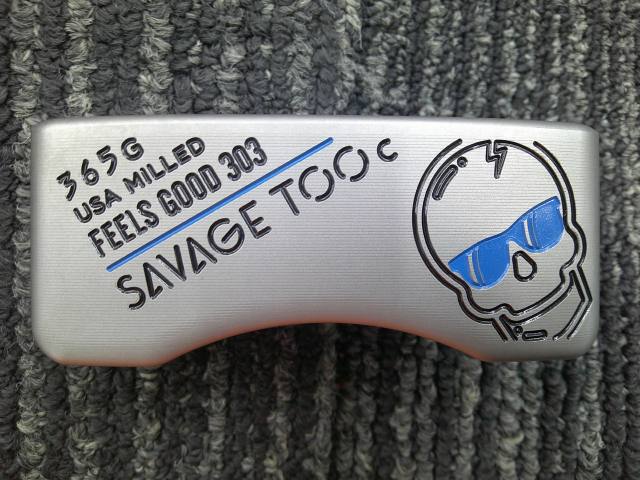 365G
USA MILLED
FEELS GOOD 303
SAVAGE TOO C